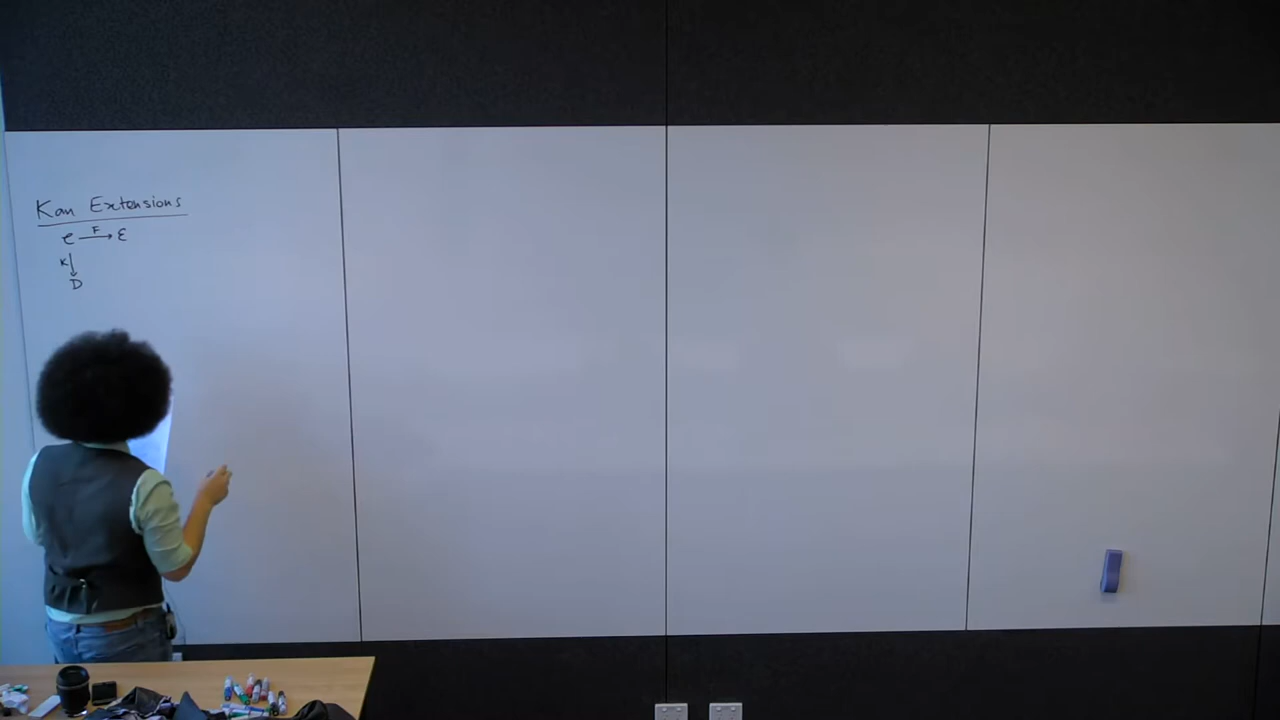 Kan Extensions
C —F→ E
K↓
D